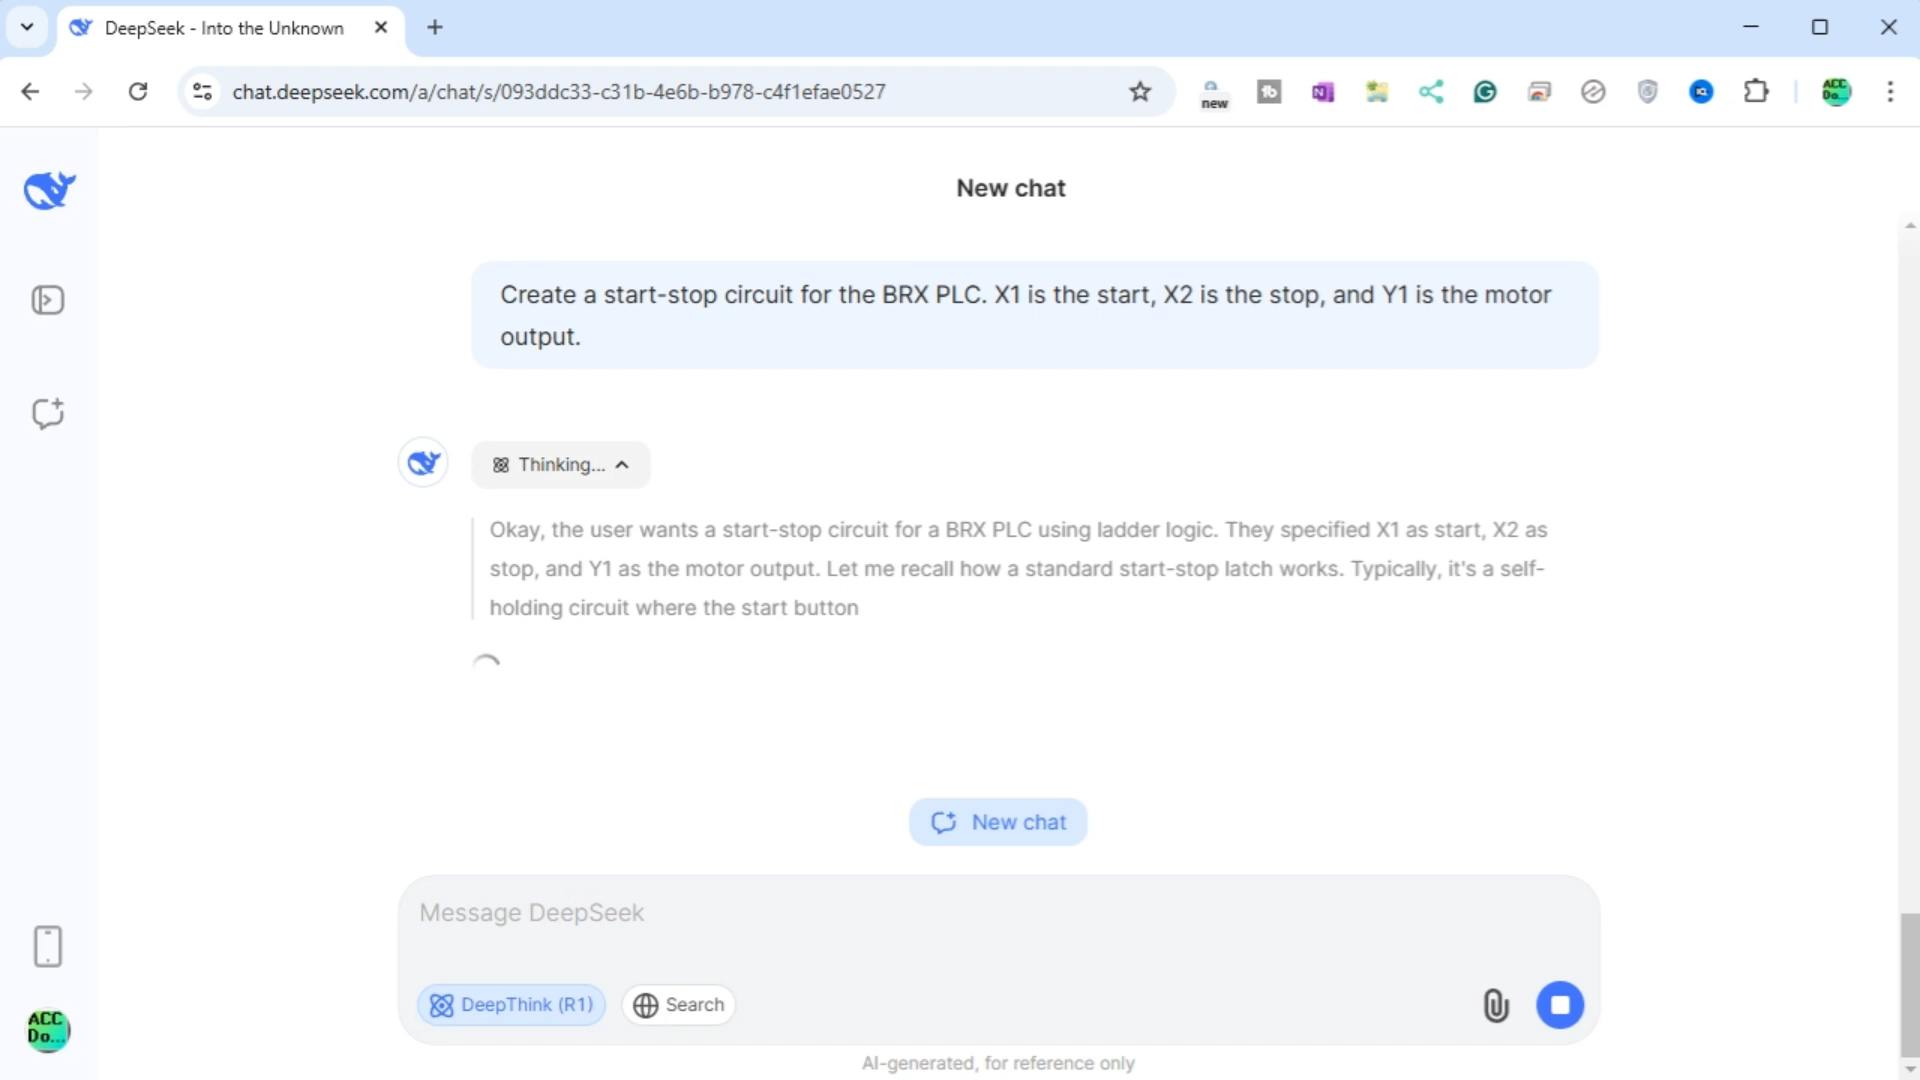 DeepSeek - Into the Unknown
chat.deepseek.com/a/chat/s/093ddc33-c31b-4e6b-b978-c4f1efae0527
new
ACC
Do...
New chat
Create a start-stop circuit for the BRX PLC. X1 is the start, X2 is the stop, and Y1 is the motor
output.
Thinking...
Okay, the user wants a start-stop circuit for a BRX PLC using ladder logic. They specified X1 as start, X2 as
stop, and Y1 as the motor output. Let me recall how a standard start-stop latch works. Typically, it's a self-
holding circuit where the start button
New chat
Message DeepSeek
DeepThink (R1)
Search
ACC
Do...
AI-generated, for reference only